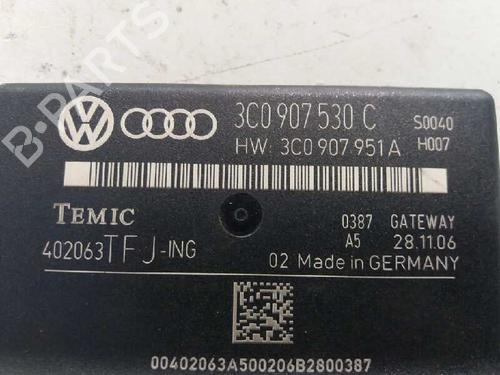 B-PARTS
3C0 907 530 C S0040
HW: 3C0 907 951 A H007
TEMIC
402063TFJ-ING
0387 GATEWAY
A5 28.11.06
02 Made in GERMANY
00402063A500206B2800387